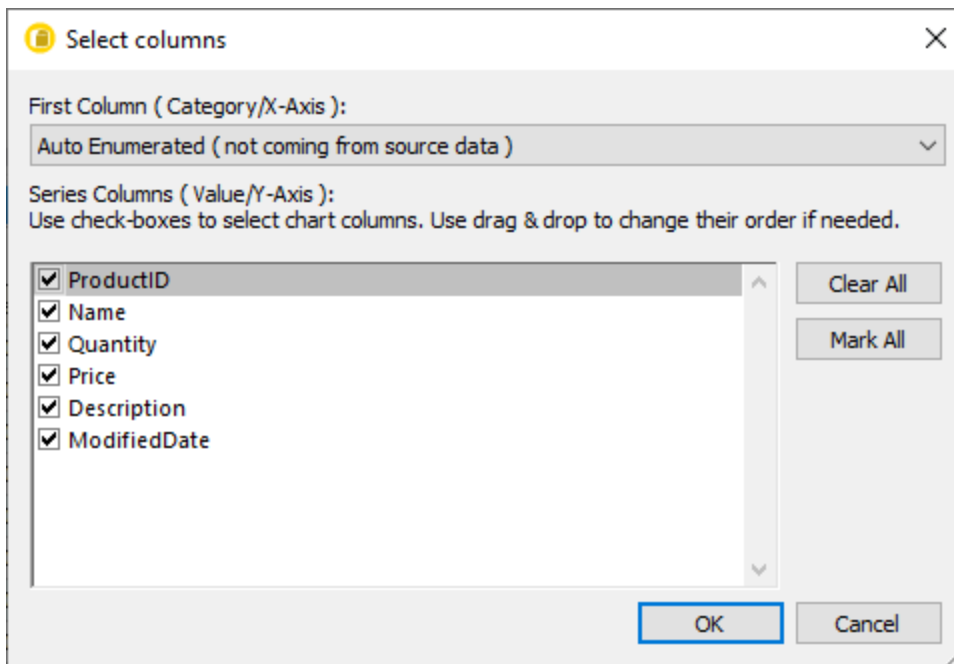 Select columns
First Column ( Category/X-Axis ):
Auto Enumerated ( not coming from source data )
Series Columns ( Value/Y-Axis ):
Use check-boxes to select chart columns. Use drag & drop to change their order if needed.
ProductID
Clear All
Name
Quantity
Mark All
Price
Description
ModifiedDate
OK
Cancel